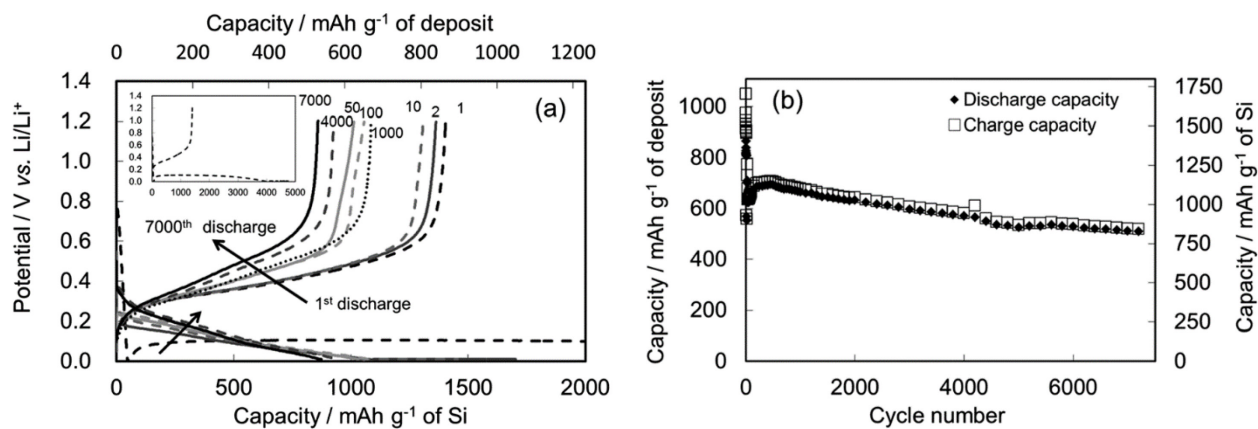 Capacity / mAh g⁻¹ of deposit
0 200 400 600 800 1000 1200
Potential / V vs. Li/Li⁺
1.4
1.2
1.0
0.8
0.6
0.4
0.2
0.0
(a)
7000
4000
50
100
1000
10
2
1
1.4
1.2
1.0
0.8
0.6
0.4
0.2
0.0
0 1000 2000 3000 4000 5000
7000th discharge
1st discharge
0 500 1000 1500 2000
Capacity / mAh g⁻¹ of Si
(b)
Discharge capacity
Charge capacity
Capacity / mAh g⁻¹ of deposit
1000
800
600
400
200
0
1750
1500
1250
1000
750
500
250
0
Capacity / mAh g⁻¹ of Si
0 2000 4000 6000
Cycle number